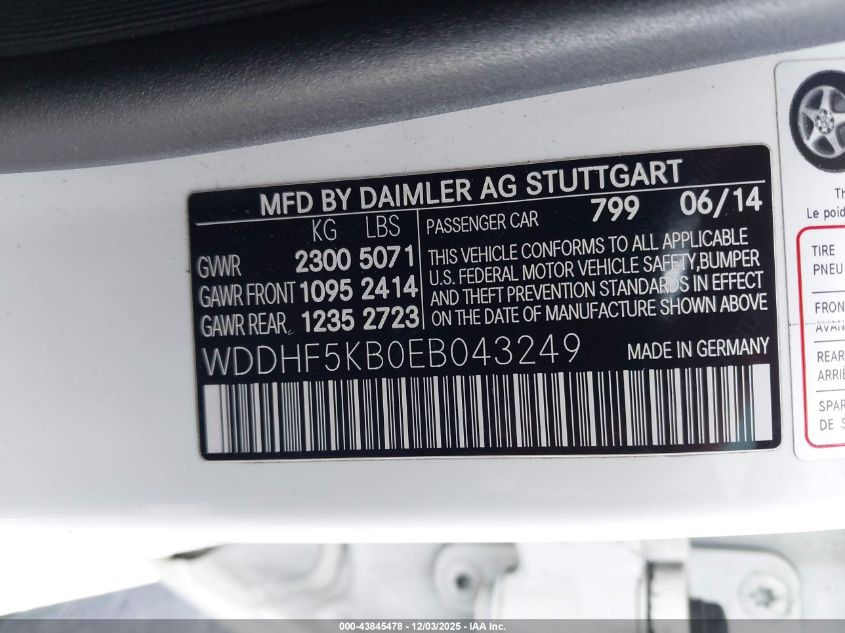 MFD BY DAIMLER AG STUTTGART
KG LBS PASSENGER CAR 799 06/14
GVWR 2300 5071
GAWR FRONT 1095 2414
GAWR REAR 1235 2723
THIS VEHICLE CONFORMS TO ALL APPLICABLE
U.S. FEDERAL MOTOR VEHICLE SAFETY,BUMPER
AND THEFT PREVENTION STANDARDS IN EFFECT
ON THE DATE OF MANUFACTURE SHOWN ABOVE
WDDHF5KB0EB043249 MADE IN GERMANY
Th
Le poid
TIRE
PNEU
FRON
AVAN
REAR
ARRIÈ
SPAR
DE S
000-43845478 - 12/03/2025 - IAA Inc.